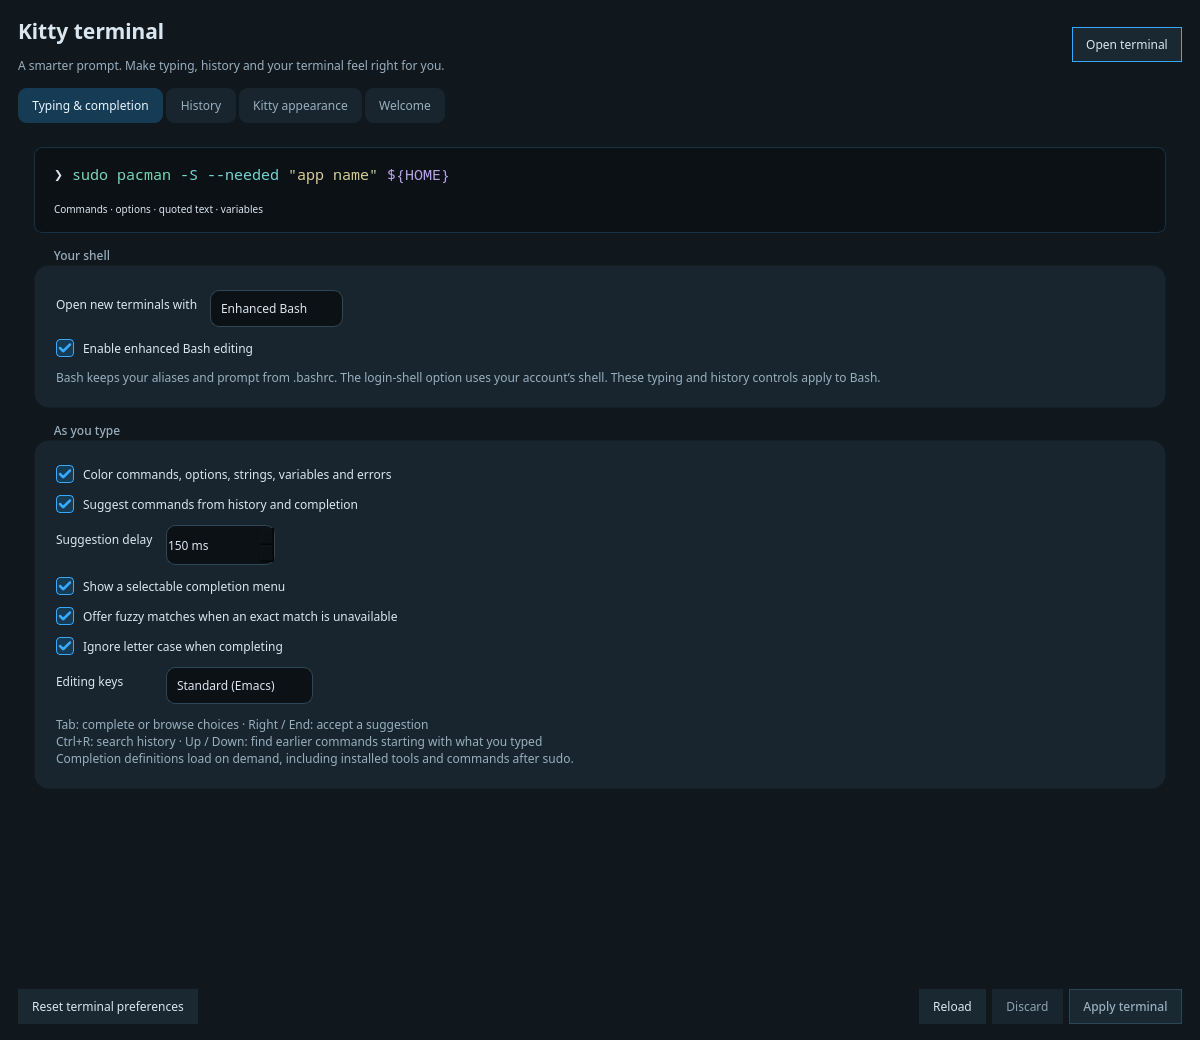 Kitty terminal
Open terminal
A smarter prompt. Make typing, history and your terminal feel right for you.
Typing & completion
History
Kitty appearance
Welcome
❯ sudo pacman -S --needed "app name" ${HOME}
Commands · options · quoted text · variables
Your shell
Open new terminals with
Enhanced Bash
Enable enhanced Bash editing
Bash keeps your aliases and prompt from .bashrc. The login-shell option uses your account’s shell. These typing and history controls apply to Bash.
As you type
Color commands, options, strings, variables and errors
Suggest commands from history and completion
Suggestion delay
150 ms
Show a selectable completion menu
Offer fuzzy matches when an exact match is unavailable
Ignore letter case when completing
Editing keys
Standard (Emacs)
Tab: complete or browse choices · Right / End: accept a suggestion
Ctrl+R: search history · Up / Down: find earlier commands starting with what you typed
Completion definitions load on demand, including installed tools and commands after sudo.
Reset terminal preferences
Reload
Discard
Apply terminal